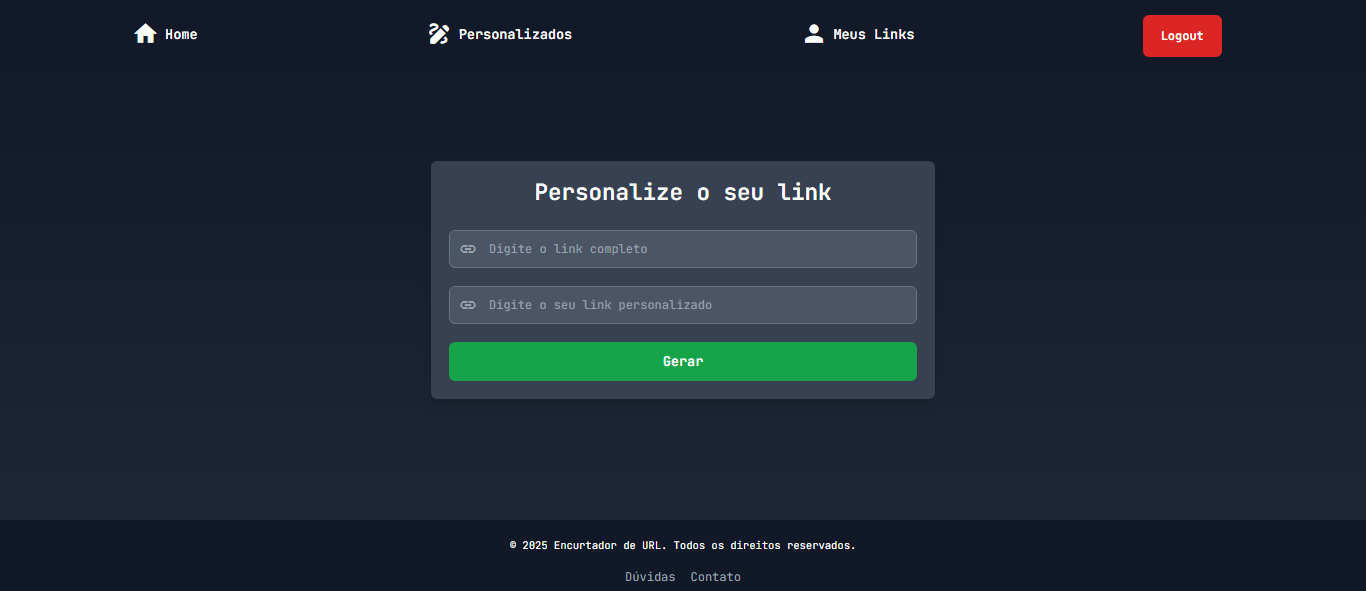 Home
Personalizados
Meus Links
Logout
Personalize o seu link
Digite o link completo
Digite o seu link personalizado
Gerar
© 2025 Encurtador de URL. Todos os direitos reservados.
Dúvidas Contato